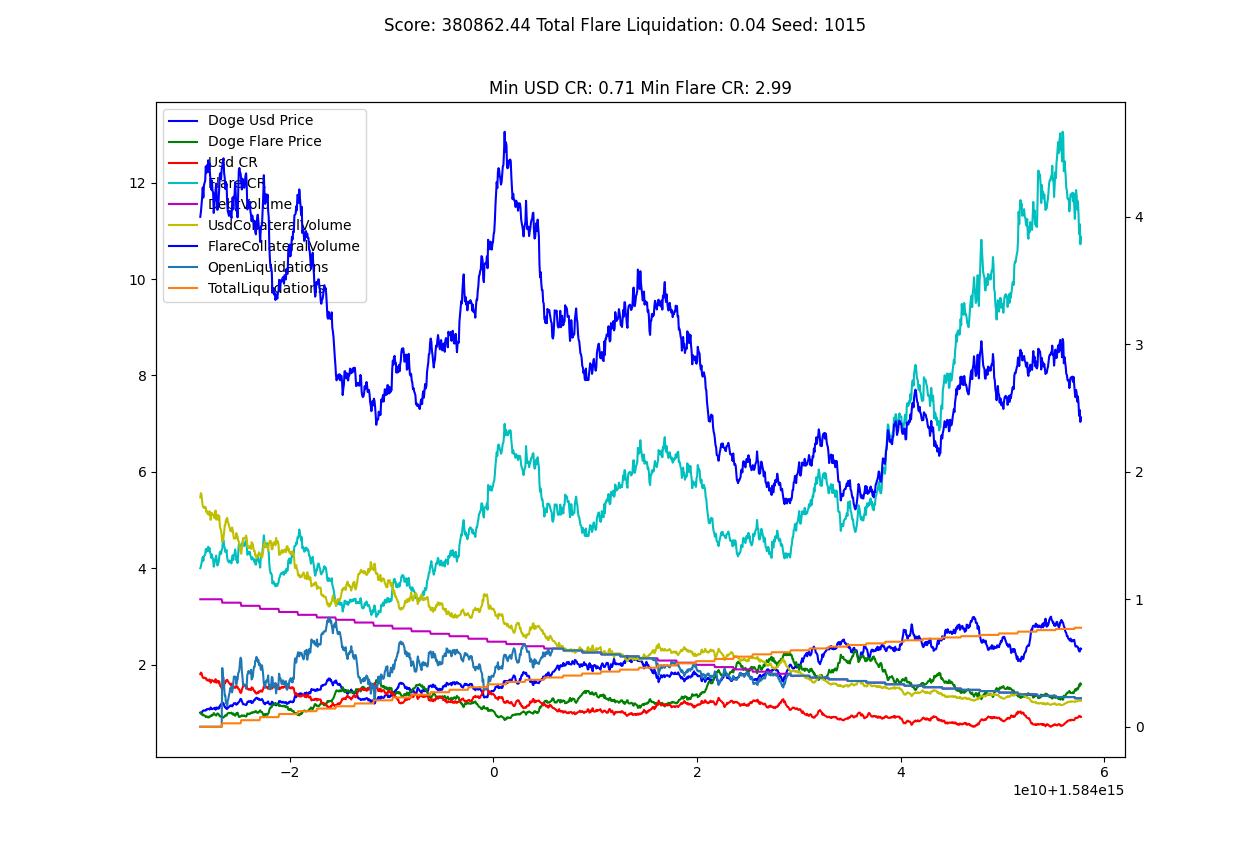 Score: 380862.44 Total Flare Liquidation: 0.04 Seed: 1015
Min USD CR: 0.71 Min Flare CR: 2.99
Doge Usd Price
Doge Flare Price
Usd CR
Flare CR
DebtVolume
UsdCollateralVolume
FlareCollateralVolume
OpenLiquidations
TotalLiquidations
12
10
8
6
4
2
4
3
2
1
0
−2
0
2
4
6
1e10+1.584e15